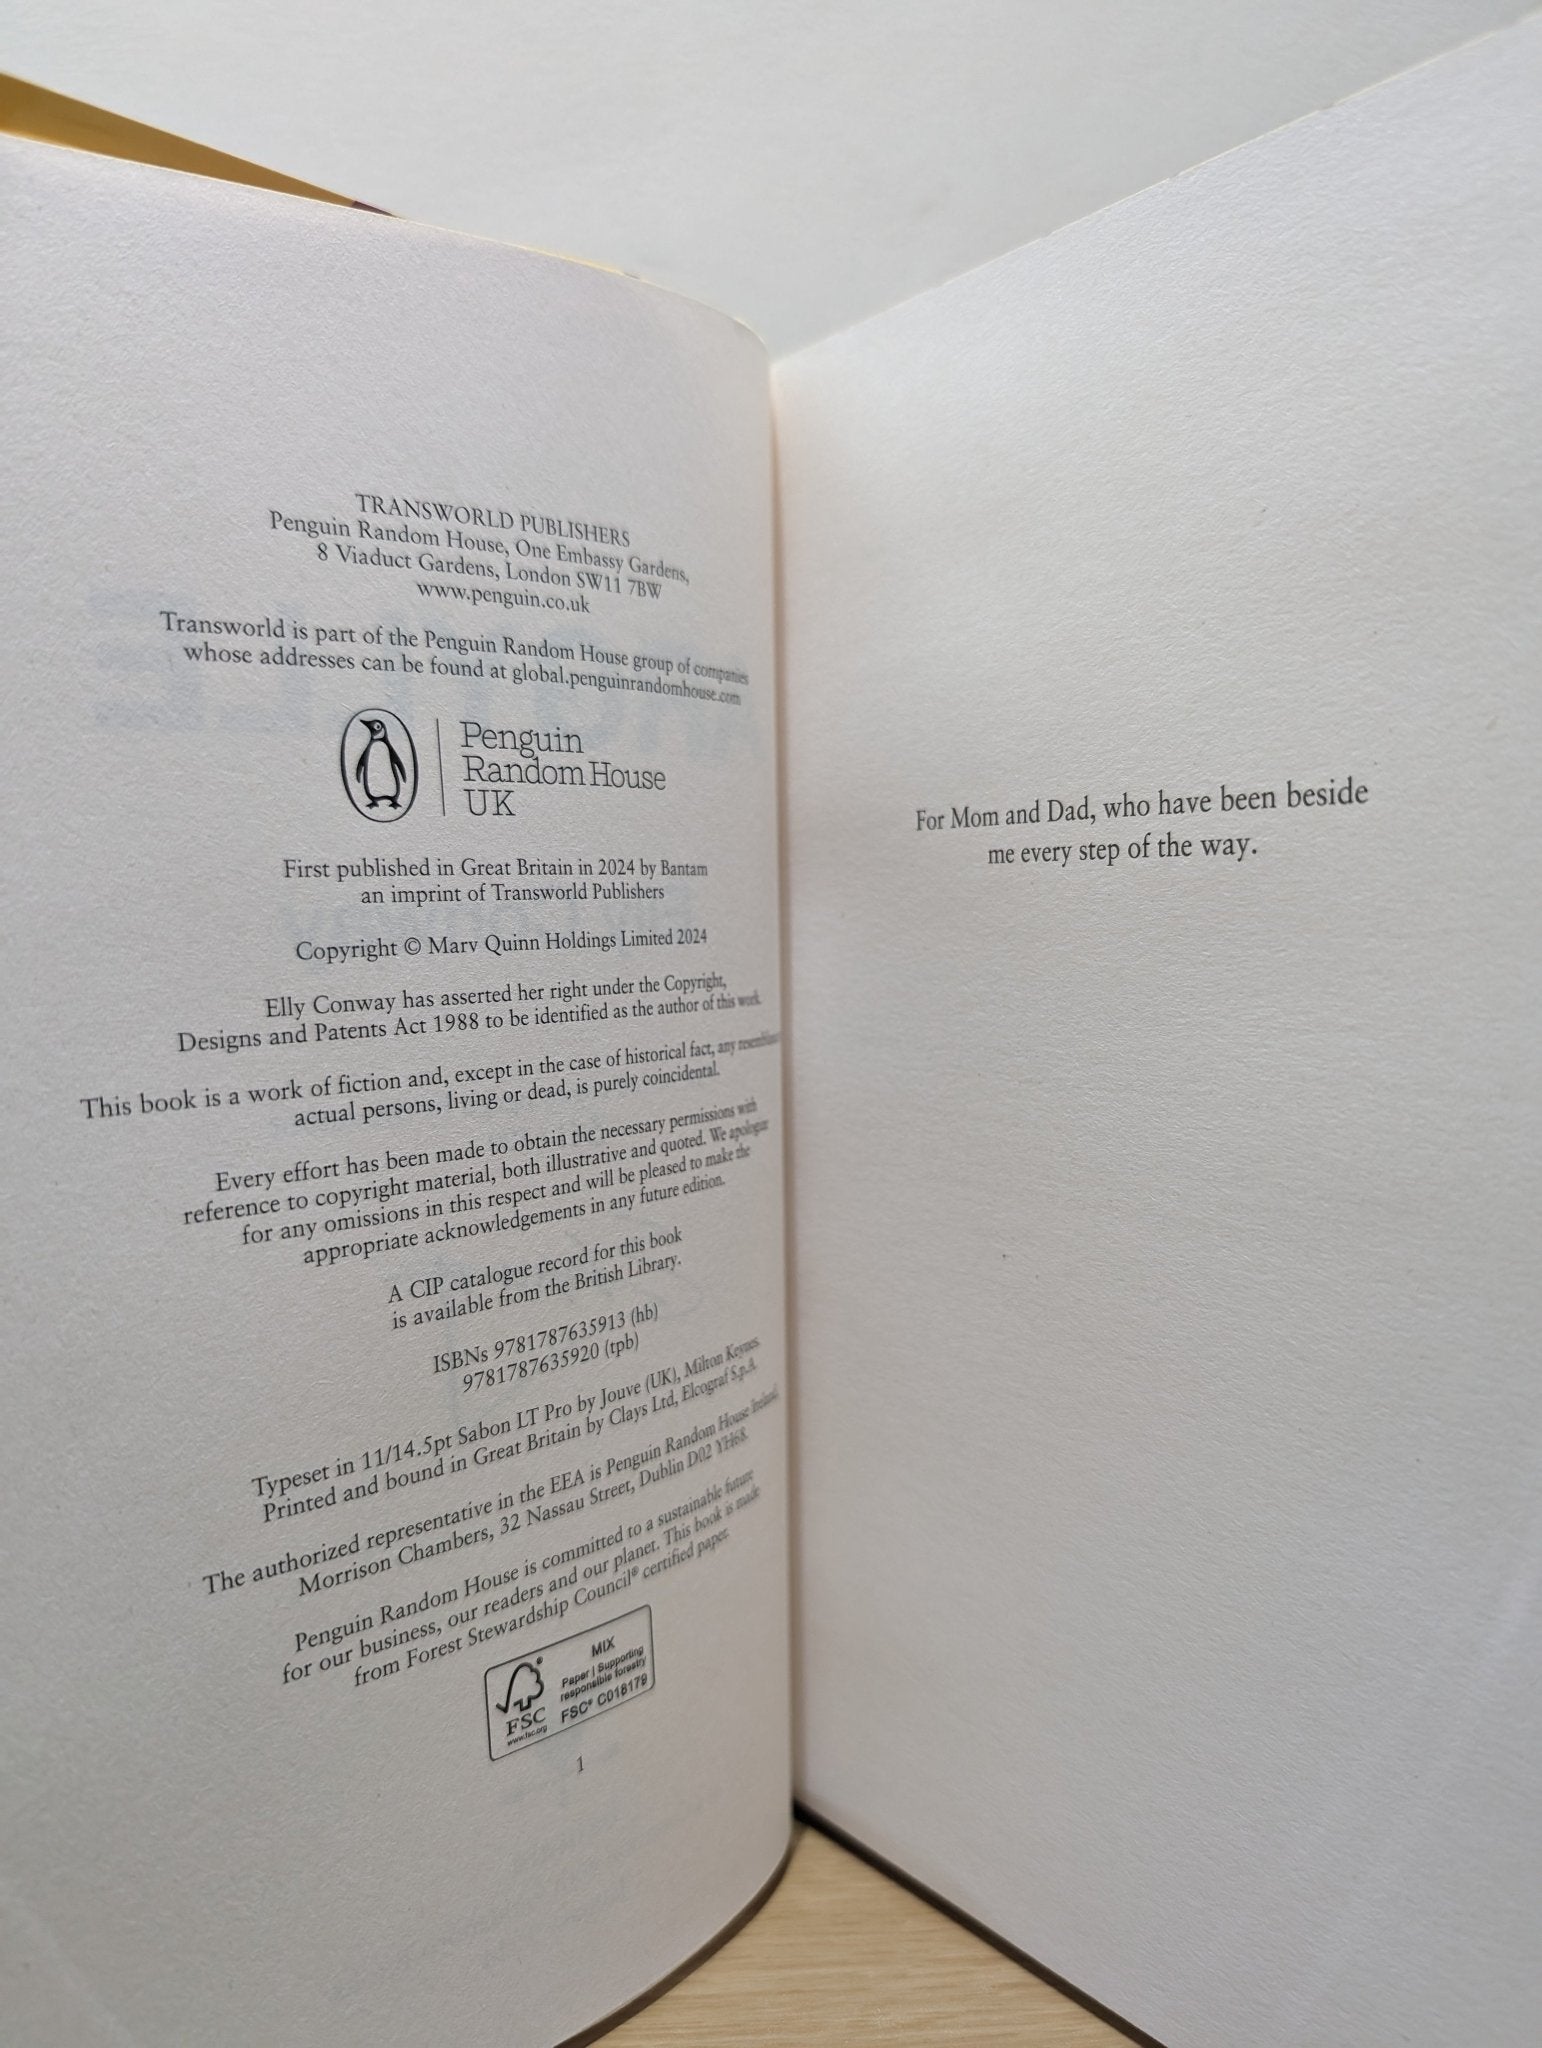 TRANSWORLD PUBLISHERS
Penguin Random House, One Embassy Gardens,
8 Viaduct Gardens, London SW11 7BW
www.penguin.co.uk
Transworld is part of the Penguin Random House group of companies
whose addresses can be found at global.penguinrandomhouse.com
Penguin
Random House
UK
First published in Great Britain in 2024 by Bantam
an imprint of Transworld Publishers
Copyright © Marv Quinn Holdings Limited 2024
Elly Conway has asserted her right under the Copyright,
Designs and Patents Act 1988 to be identified as the author of this work.
This book is a work of fiction and, except in the case of historical fact, any
actual persons, living or dead, is purely coincidental.
Every effort has been made to obtain the necessary permissions with
reference to copyright material, both illustrative and quoted. We apologize
for any omissions in this respect and will be pleased to make the
appropriate acknowledgements in any future edition.
A CIP catalogue record for this book
is available from the British Library.
ISBNs 9781787635913 (hb)
9781787635920 (tpb)
Typeset in 11/14.5pt Sabon LT Pro by Jouve (UK), Milton Keynes.
Printed and bound in Great Britain by Clays Ltd, Elcograf S.p.A.
The authorized representative in the EEA is Penguin Random House Ireland,
Morrison Chambers, 32 Nassau Street, Dublin D02 YH68.
Penguin Random House is committed to a sustainable future
for our business, our readers and our planet. This book is made
from Forest Stewardship Council® certified paper.
FSC
www.fsc.org
MIX
Paper | Supporting
responsible forestry
FSC® C018179
1
For Mom and Dad, who have been beside
me every step of the way.